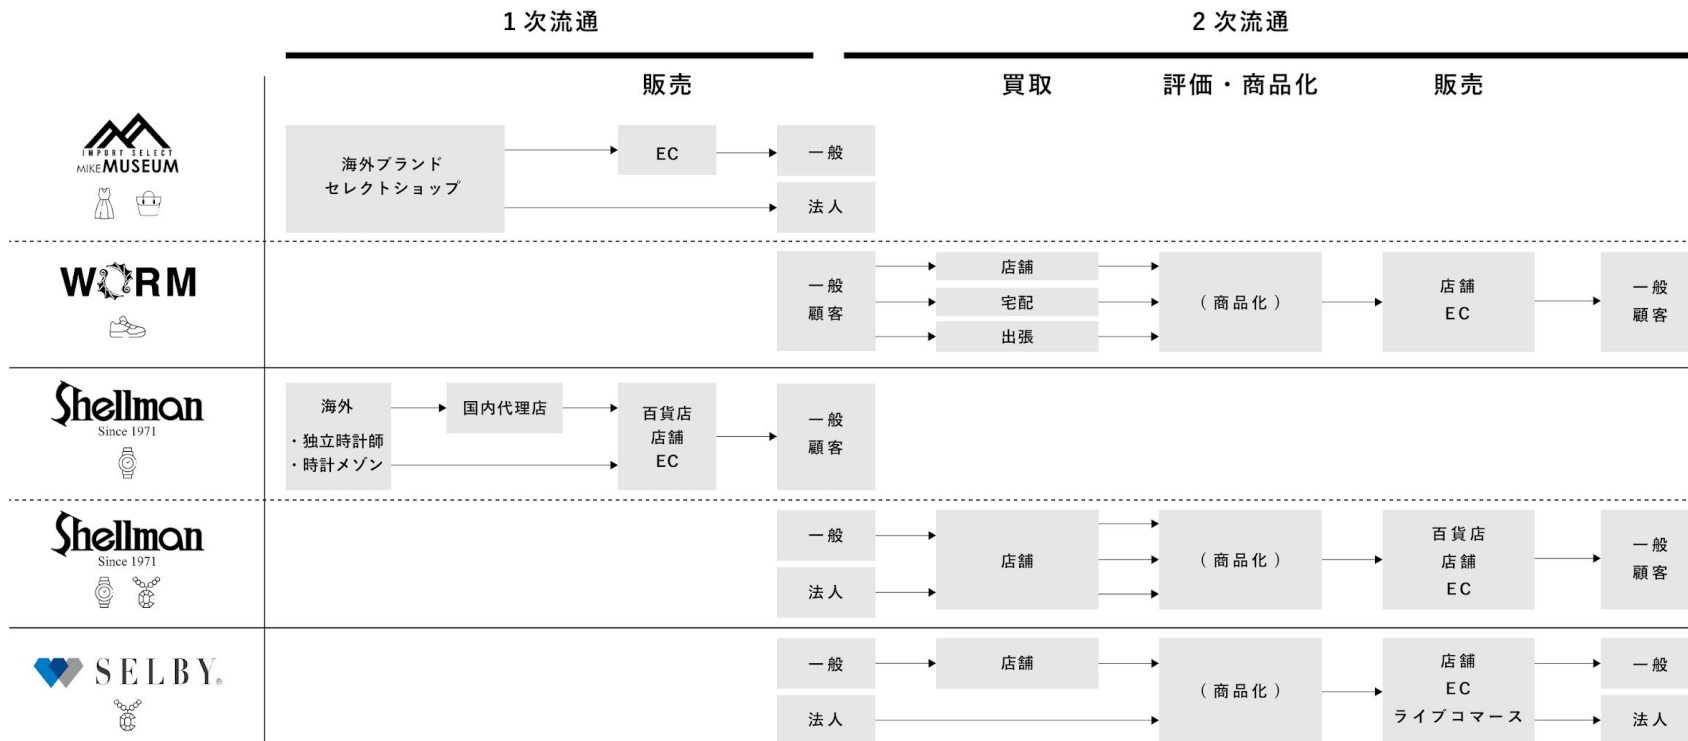 1次流通
2次流通
販売
買取
評価・商品化
販売
IMPORT SELECT
MIKE MUSEUM
海外ブランド
セレクトショップ
EC
一般
法人
WORM
一般
顧客
店舗
宅配
出張
(商品化)
店舗
EC
一般
顧客
Shellman
Since 1971
海外
・独立時計師
・時計メゾン
国内代理店
百貨店
店舗
EC
一般
顧客
Shellman
Since 1971
一般
法人
店舗
(商品化)
百貨店
店舗
EC
一般
顧客
SELBY®
一般
法人
店舗
(商品化)
店舗
EC
ライブコマース
一般
法人